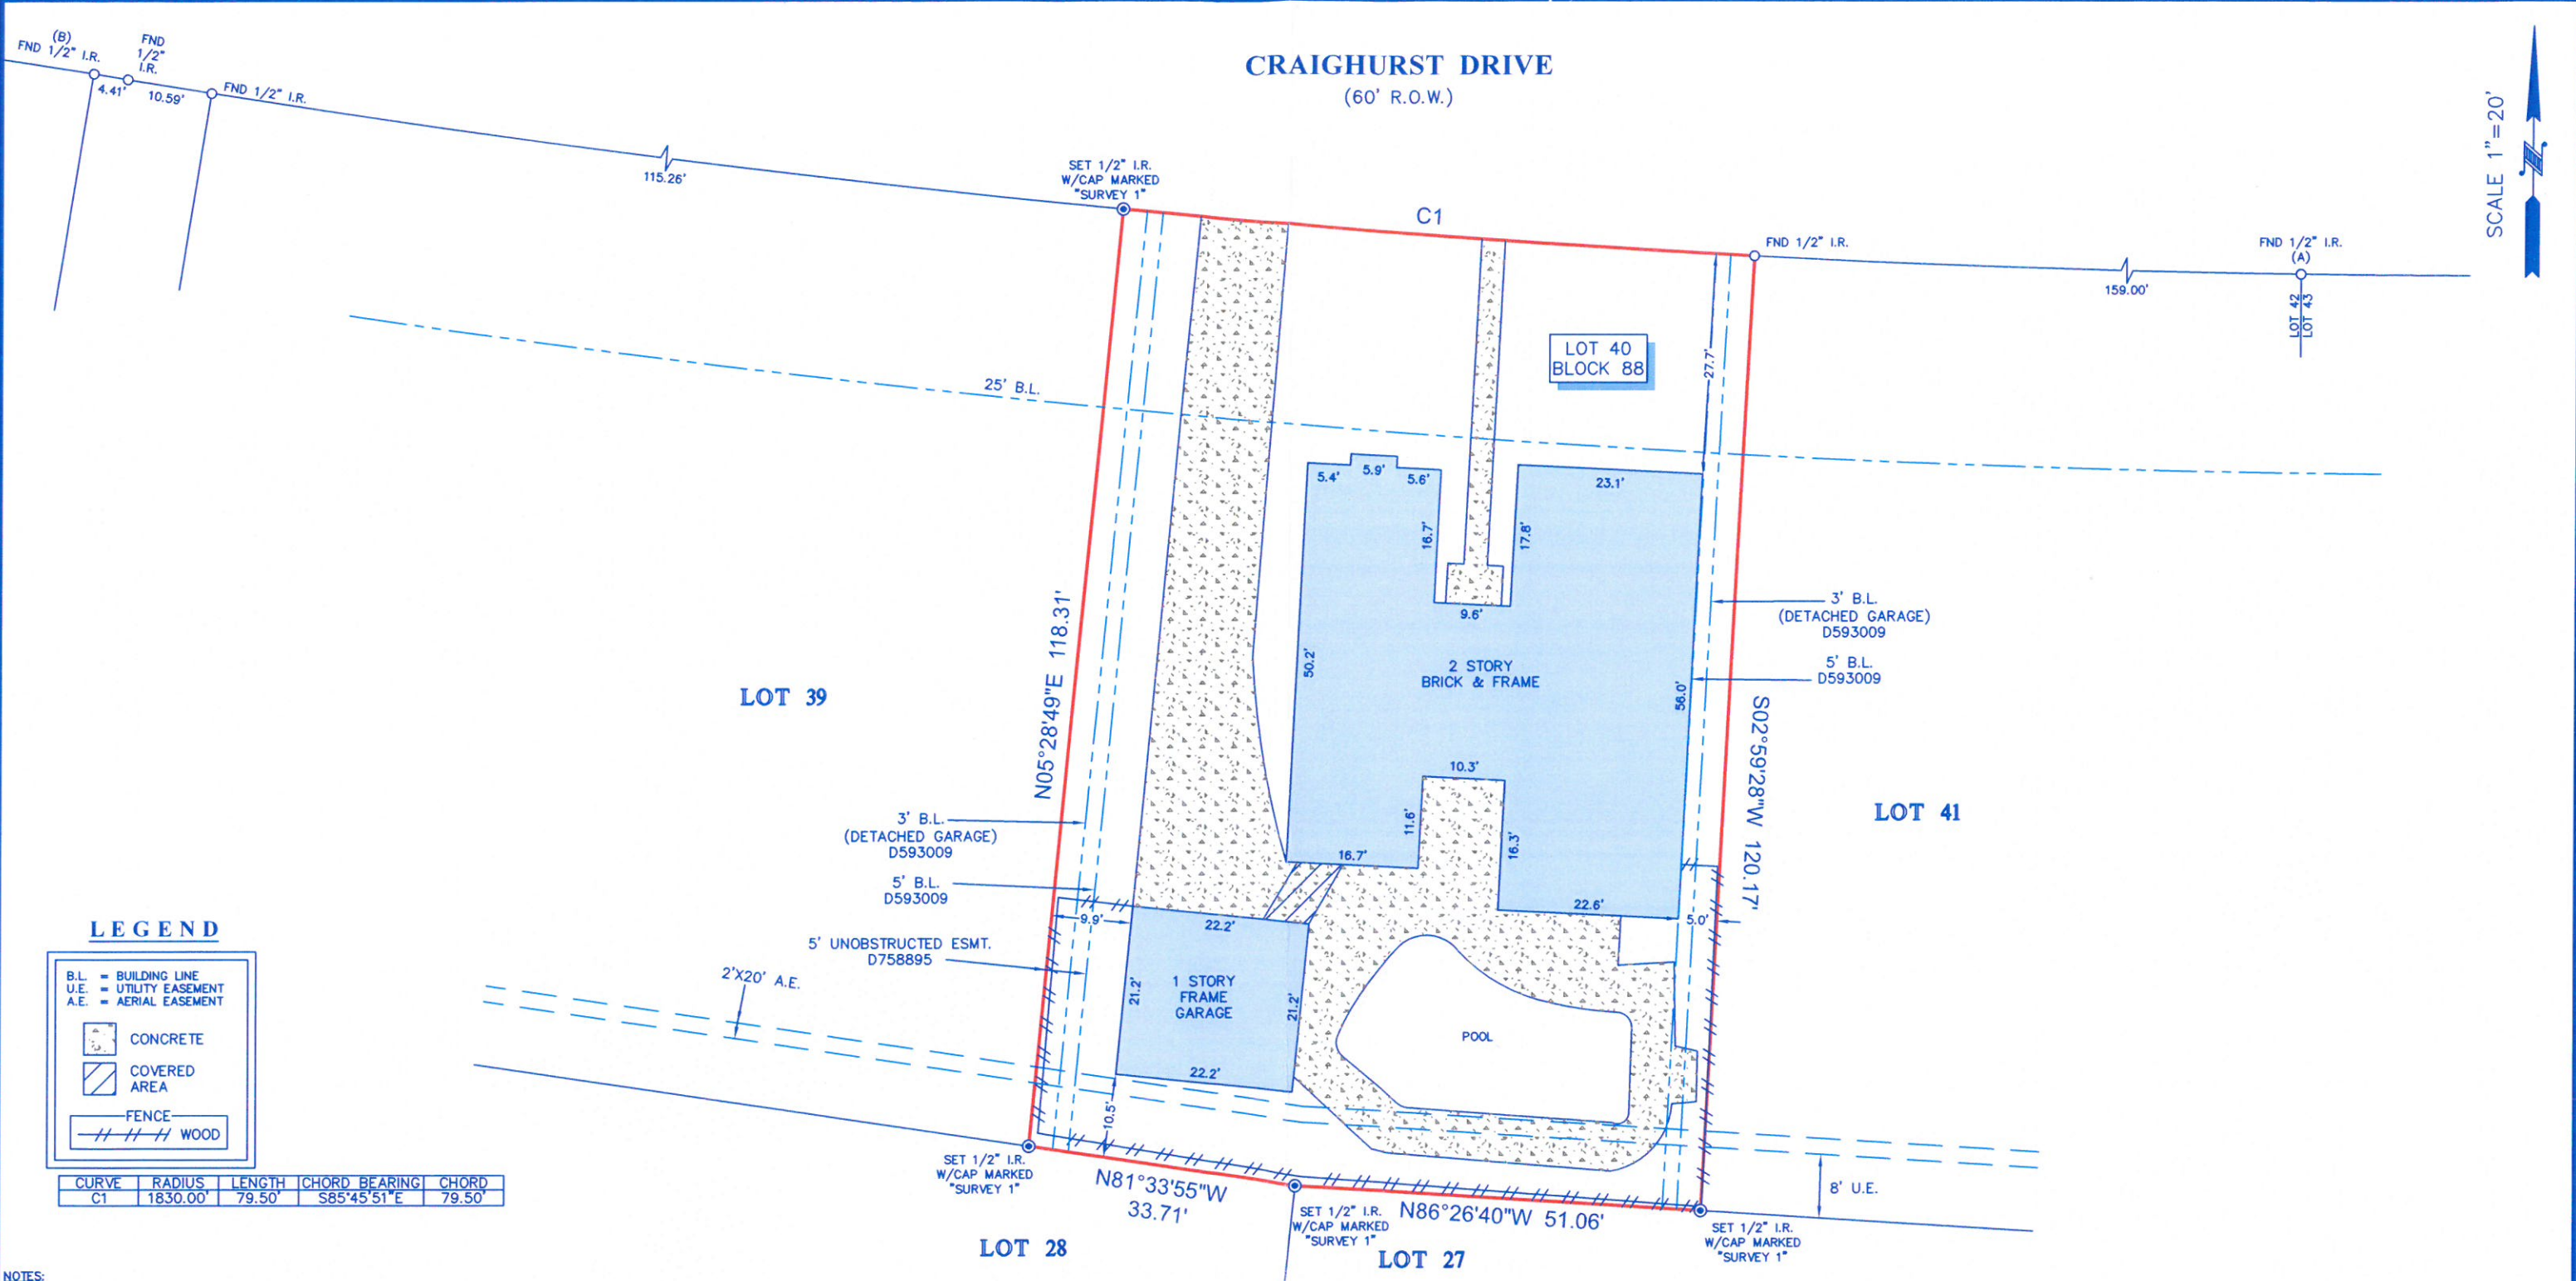 CRAIGHURST DRIVE
(60' R.O.W.)
SCALE 1"=20'
(B)
FND 1/2" I.R.
FND
1/2"
I.R.
4.41'
10.59'
FND 1/2" I.R.
115.26'
SET 1/2" I.R.
W/CAP MARKED
"SURVEY 1"
C1
FND 1/2" I.R.
159.00'
FND 1/2" I.R.
(A)
LOT 42
LOT 43
LOT 40
BLOCK 88
27.7'
25' B.L.
5.4'
5.9'
5.6'
23.1'
16.7'
17.8'
9.6'
50.2'
2 STORY
BRICK & FRAME
56.0'
3' B.L.
(DETACHED GARAGE)
D593009
5' B.L.
D593009
N05°28'49"E 118.31'
S02°59'28"W 120.17'
LOT 39
LOT 41
10.3'
11.6'
16.3'
16.7'
22.6'
5.0'
3' B.L.
(DETACHED GARAGE)
D593009
5' B.L.
D593009
9.9'
22.2'
5' UNOBSTRUCTED ESMT.
D758895
2'X20' A.E.
21.2'
1 STORY
FRAME
GARAGE
21.2'
22.2'
POOL
10.5'
8' U.E.
SET 1/2" I.R.
W/CAP MARKED
"SURVEY 1"
N81°33'55"W
33.71'
SET 1/2" I.R.
W/CAP MARKED
"SURVEY 1"
N86°26'40"W 51.06'
SET 1/2" I.R.
W/CAP MARKED
"SURVEY 1"
LOT 28
LOT 27
LEGEND
B.L. = BUILDING LINE
U.E. = UTILITY EASEMENT
A.E. = AERIAL EASEMENT
CONCRETE
COVERED
AREA
FENCE
WOOD
CURVE RADIUS LENGTH CHORD BEARING CHORD
C1 1830.00' 79.50' S85°45'51"E 79.50'
NOTES: